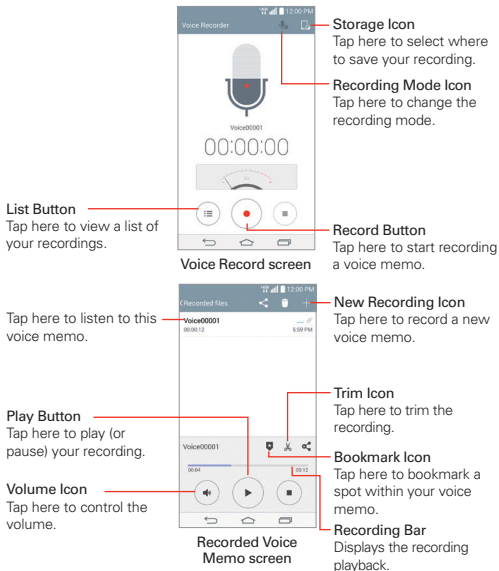 12:00 PM
Voice Recorder
Voice00001
00:00:00
Storage Icon
Tap here to select where
to save your recording.
Recording Mode Icon
Tap here to change the
recording mode.
List Button
Tap here to view a list of
your recordings.
Record Button
Tap here to start recording
a voice memo.
Voice Record screen
12:00 PM
Recorded files
Voice00001
00:00:12
5:59 PM
Tap here to listen to this
voice memo.
New Recording Icon
Tap here to record a new
voice memo.
Trim Icon
Tap here to trim the
recording.
Play Button
Tap here to play (or
pause) your recording.
Voice00001
00:04
00:12
Bookmark Icon
Tap here to bookmark a
spot within your voice
memo.
Volume Icon
Tap here to control the
volume.
Recording Bar
Displays the recording
playback.
Recorded Voice
Memo screen